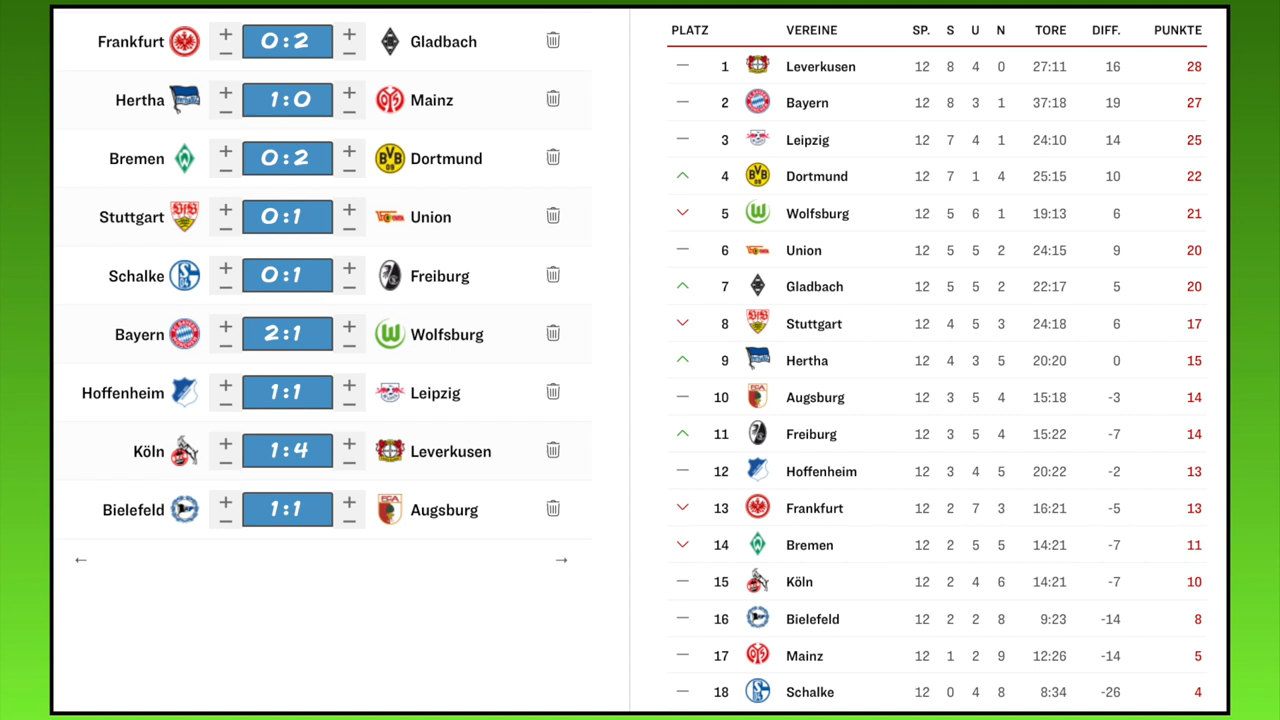 Frankfurt 0:2 Gladbach
Hertha 1:0 Mainz
Bremen 0:2 Dortmund
Stuttgart 0:1 Union
Schalke 0:1 Freiburg
Bayern 2:1 Wolfsburg
Hoffenheim 1:1 Leipzig
Köln 1:4 Leverkusen
Bielefeld 1:1 Augsburg
PLATZ VEREINE SP. S U N TORE DIFF. PUNKTE
1 Leverkusen 12 8 4 0 27:11 16 28
2 Bayern 12 8 3 1 37:18 19 27
3 Leipzig 12 7 4 1 24:10 14 25
4 Dortmund 12 7 1 4 25:15 10 22
5 Wolfsburg 12 5 6 1 19:13 6 21
6 Union 12 5 5 2 24:15 9 20
7 Gladbach 12 5 5 2 22:17 5 20
8 Stuttgart 12 4 5 3 24:18 6 17
9 Hertha 12 4 3 5 20:20 0 15
10 Augsburg 12 3 5 4 15:18 -3 14
11 Freiburg 12 3 5 4 15:22 -7 14
12 Hoffenheim 12 3 4 5 20:22 -2 13
13 Frankfurt 12 2 7 3 16:21 -5 13
14 Bremen 12 2 5 5 14:21 -7 11
15 Köln 12 2 4 6 14:21 -7 10
16 Bielefeld 12 2 2 8 9:23 -14 8
17 Mainz 12 1 2 9 12:26 -14 5
18 Schalke 12 0 4 8 8:34 -26 4